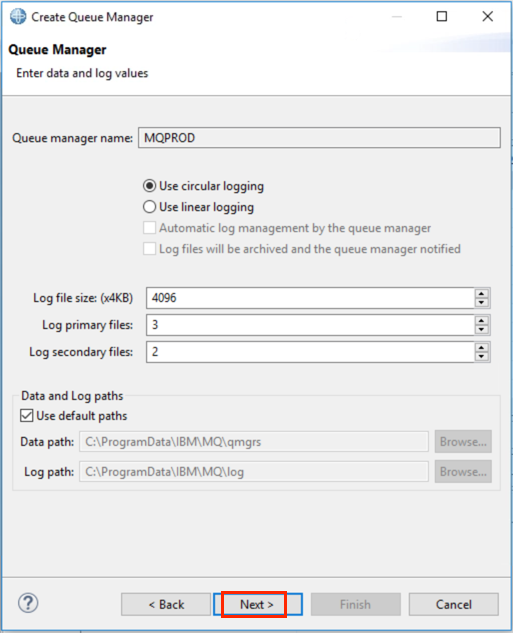 Create Queue Manager
Queue Manager
Enter data and log values
Queue manager name: MQPROD
Use circular logging
Use linear logging
Automatic log management by the queue manager
Log files will be archived and the queue manager notified
Log file size: (x4KB) 4096
Log primary files: 3
Log secondary files: 2
Data and Log paths
Use default paths
Data path: C:\ProgramData\IBM\MQ\qmgrs Browse...
Log path: C:\ProgramData\IBM\MQ\log Browse...
? < Back Next > Finish Cancel